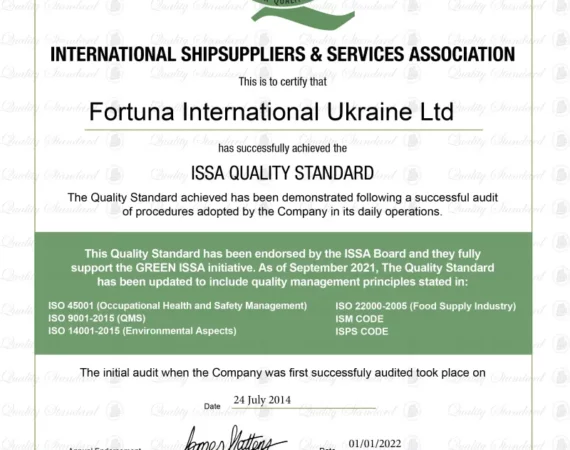 QUALITY
INTERNATIONAL SHIPSUPPLIERS & SERVICES ASSOCIATION
This is to certify that
Fortuna International Ukraine Ltd
has successfully achieved the
ISSA QUALITY STANDARD
The Quality Standard achieved has been demonstrated following a successful audit
of procedures adopted by the Company in its daily operations.
This Quality Standard has been endorsed by the ISSA Board and they fully
support the GREEN ISSA initiative. As of September 2021, The Quality Standard
has been updated to include quality management principles stated in:
ISO 45001 (Occupational Health and Safety Management)
ISO 9001-2015 (QMS)
ISO 14001-2015 (Environmental Aspects)
ISO 22000-2005 (Food Supply Industry)
ISM CODE
ISPS CODE
The initial audit when the Company was first successfuly audited took place on
Date 24 July 2014
Annual Endorsement
Date 01/01/2022